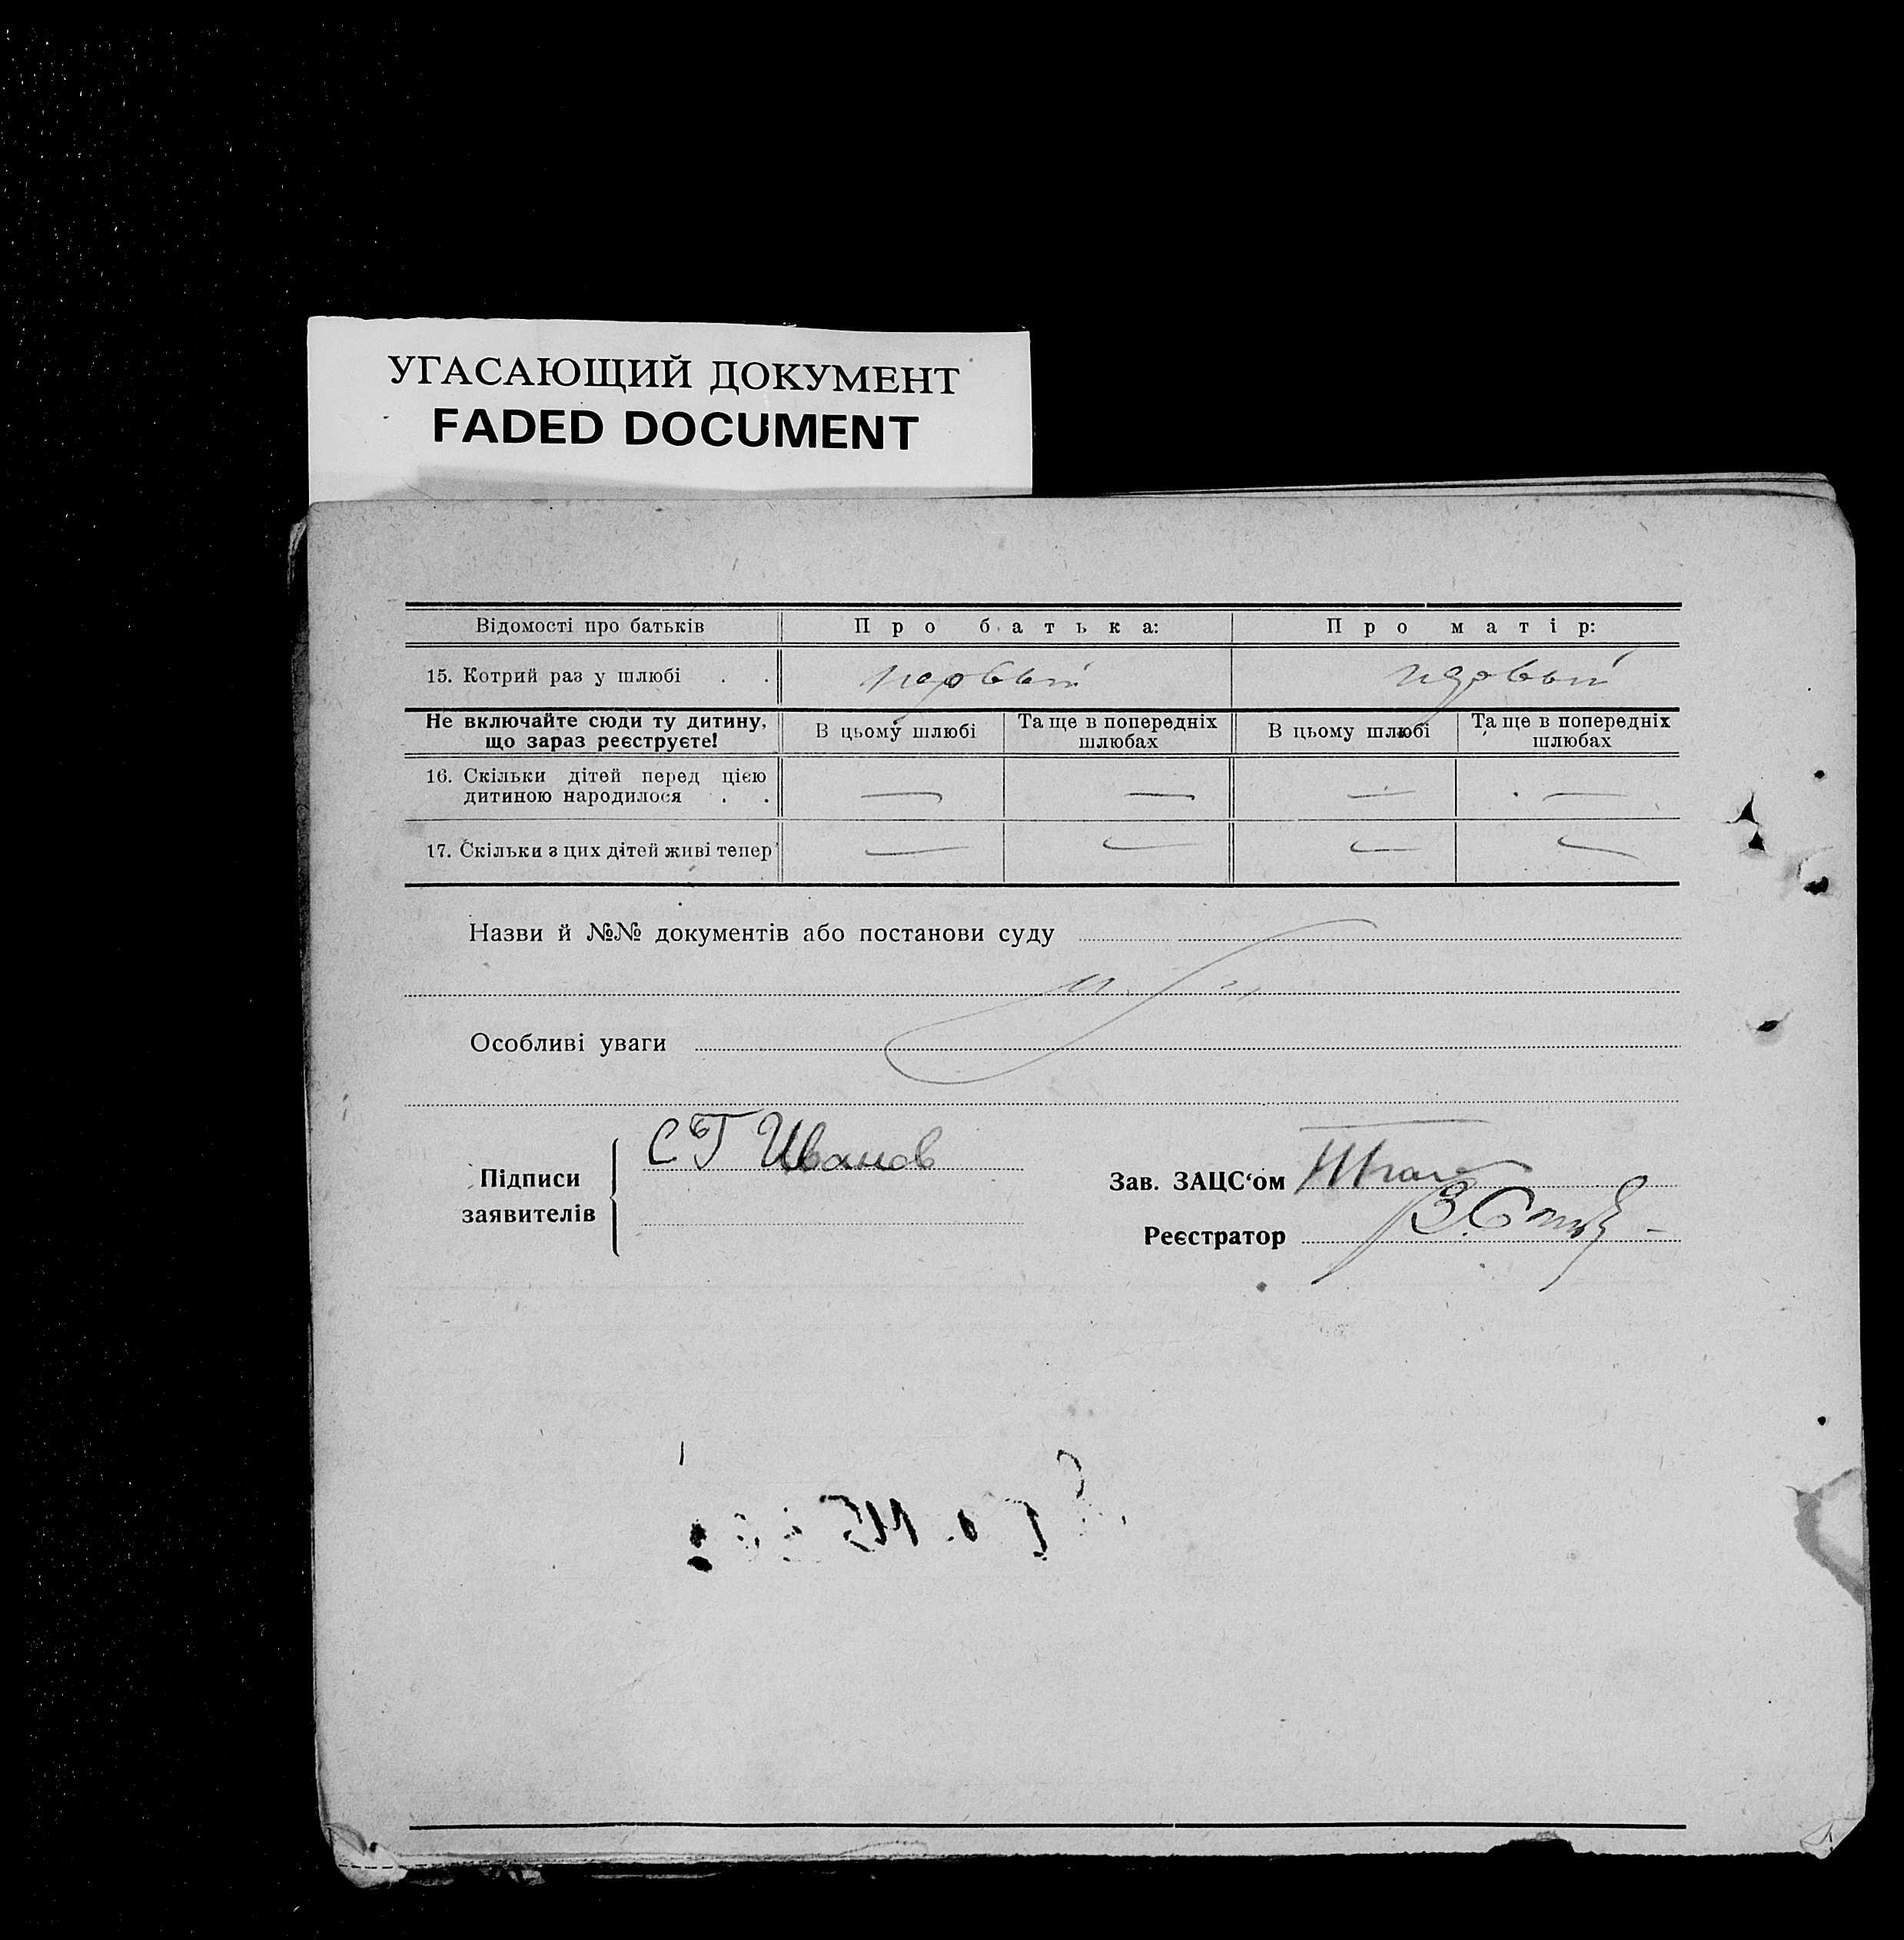 УГАСАЮЩИЙ ДОКУМЕНТ
FADED DOCUMENT
Відомості про батьків Про батька: Про матір:
15. Котрий раз у шлюбі . . первый первый
Не включайте сюди ту дитину, що зараз реєструєте! В цьому шлюбі Та ще в попередніх шлюбах В цьому шлюбі Та ще в попередніх шлюбах
16. Скільки дітей перед цією
дитиною народилося . . — — — —
17. Скільки з цих дітей живі тепер — — — —
Назви й №№ документів або постанови суду
Особливі уваги
Підписи заявителів
СГ Иванов
Зав. ЗАЦС‘ом
Реєстратор